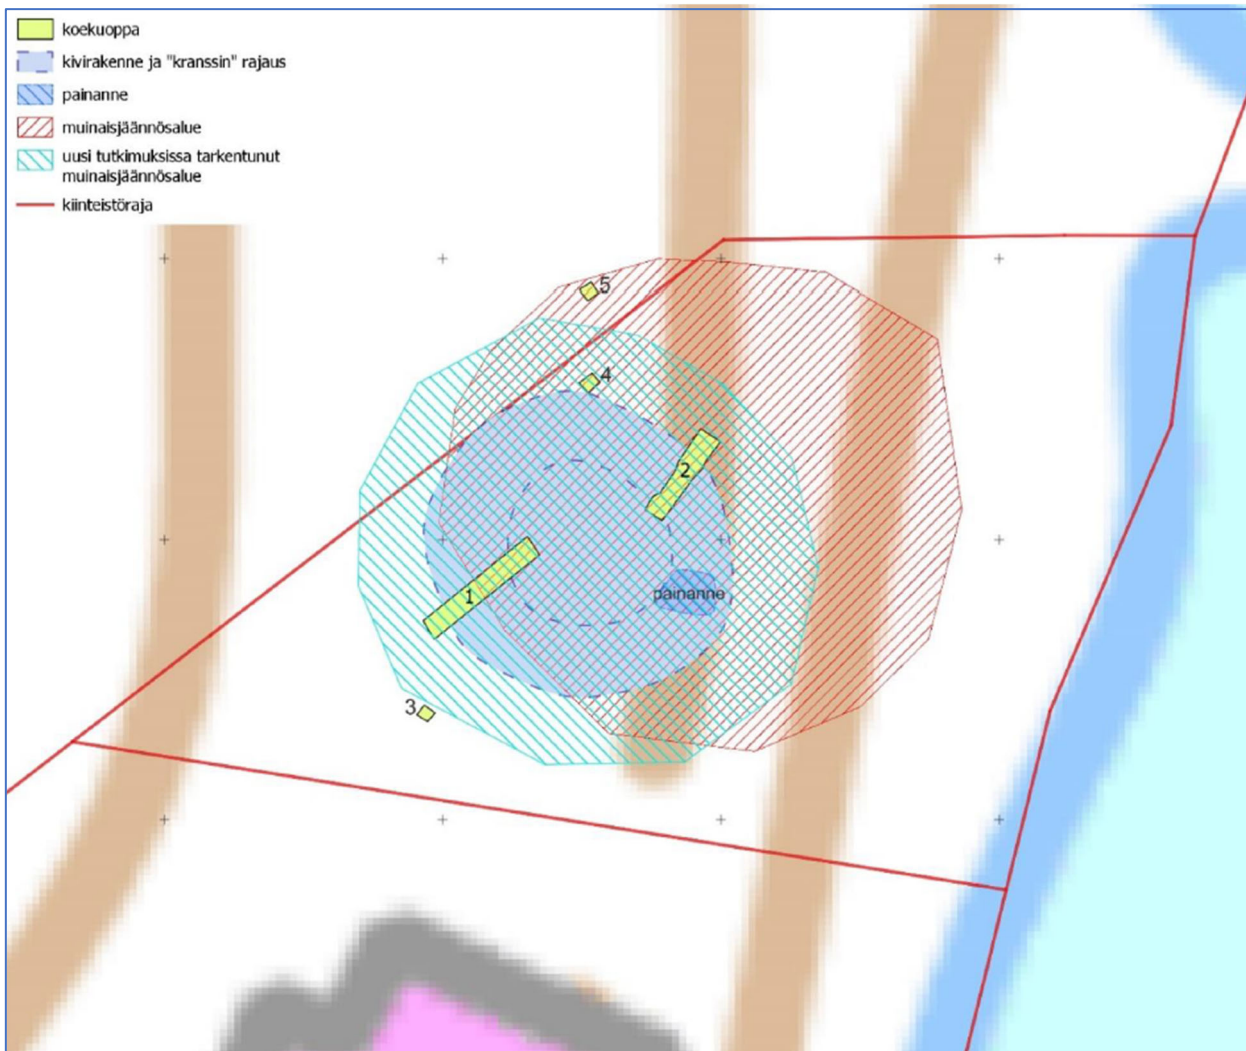 koekuoppa
kivirakenne ja "kranssin" rajaus
painanne
muinaisjäännösalue
uusi tutkimuksissa tarkentunut
muinaisjäännösalue
kiinteistöraja
5
4
2
1
painanne
3